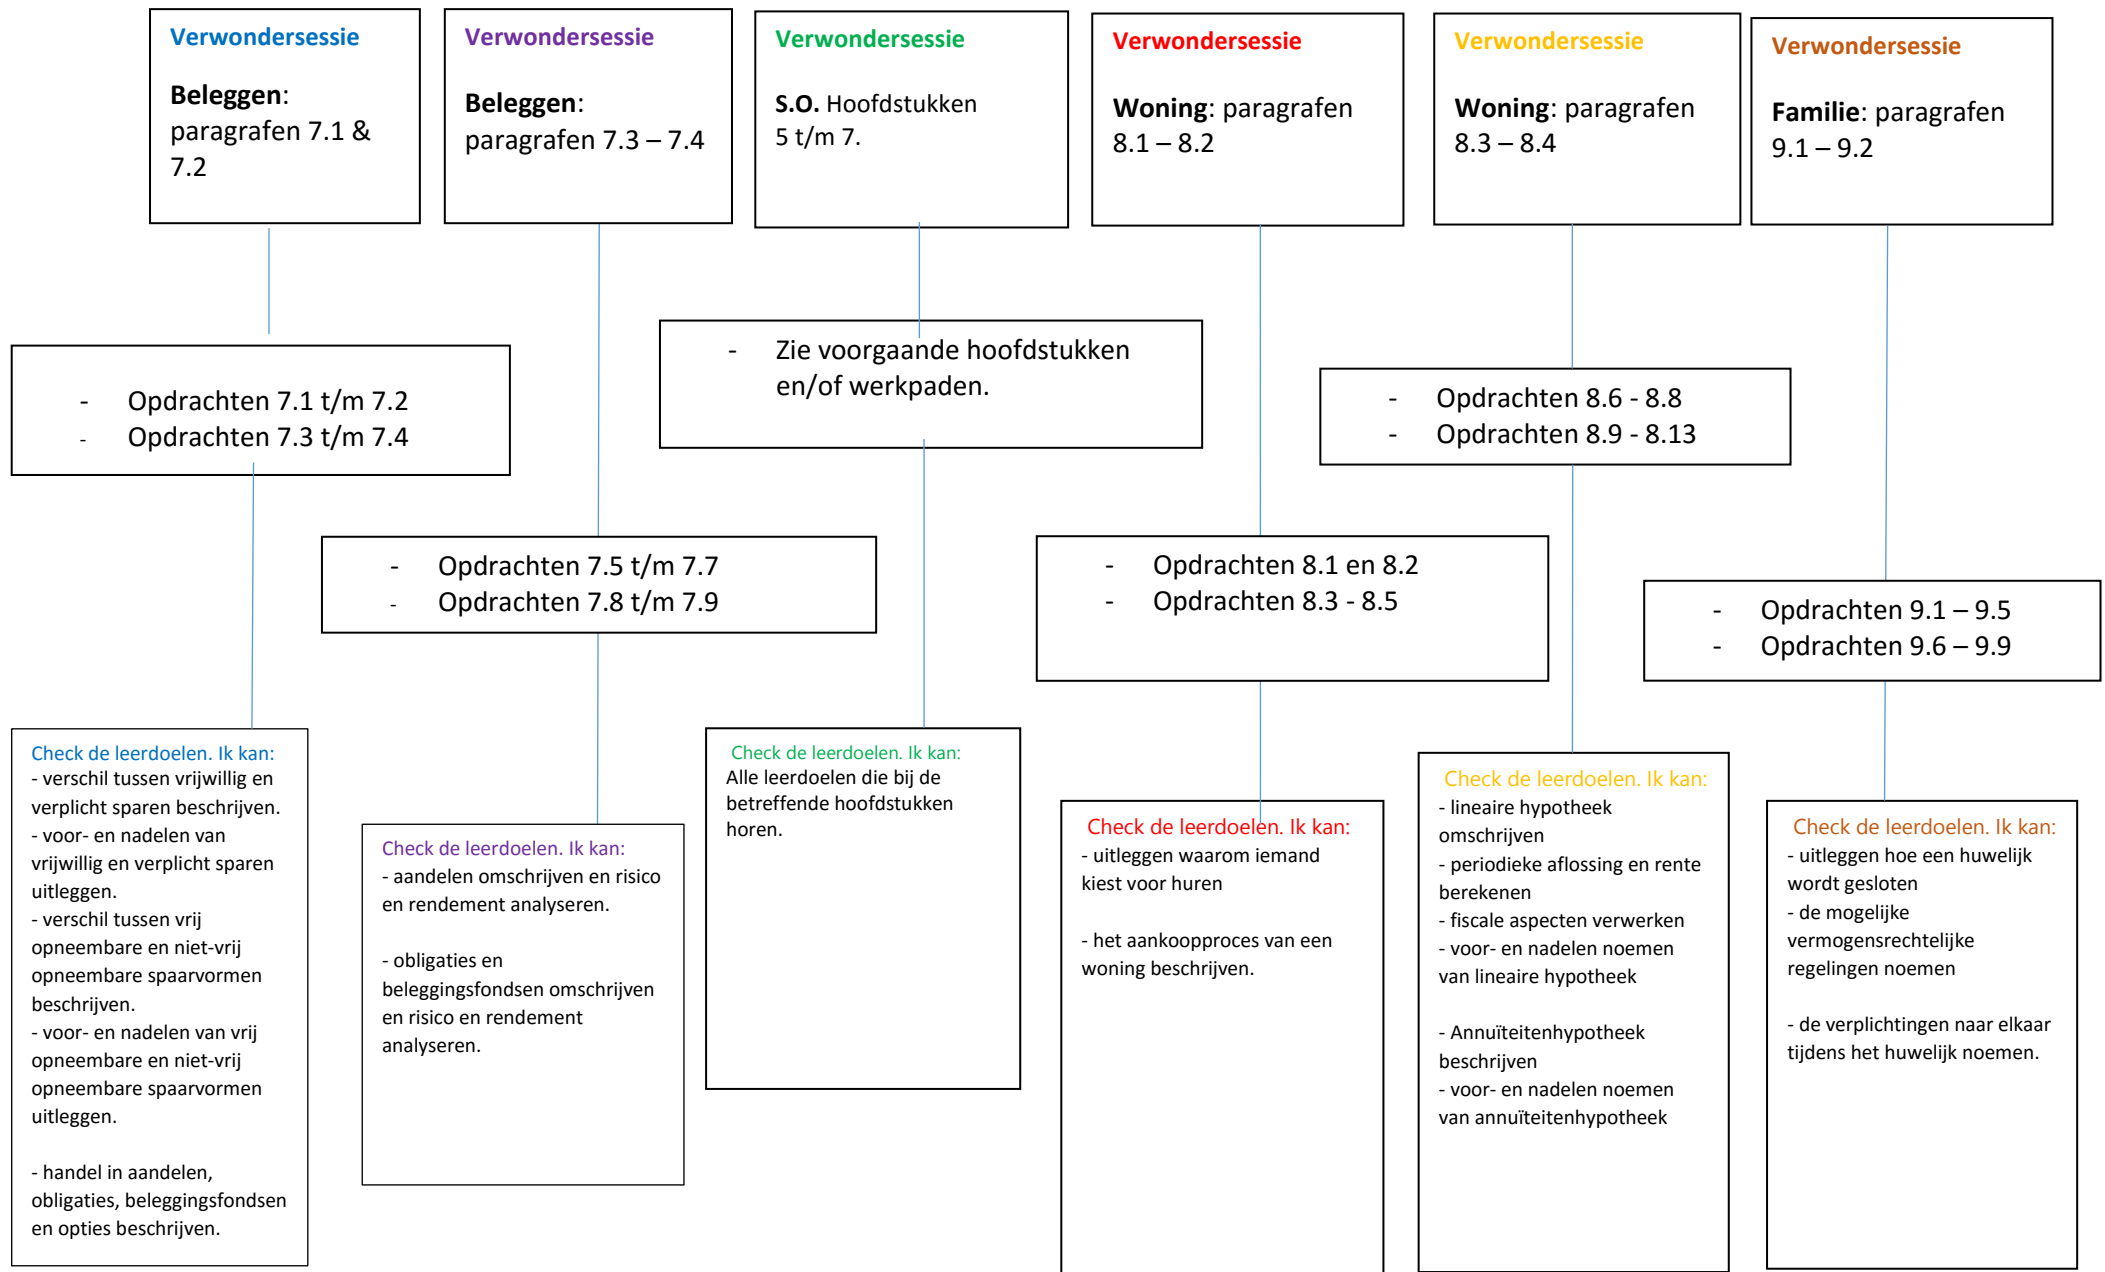 Verwondersessie
Beleggen:
paragrafen 7.1 &
7.2
Verwondersessie
Beleggen:
paragrafen 7.3 – 7.4
Verwondersessie
S.O. Hoofdstukken
5 t/m 7.
Verwondersessie
Woning: paragrafen
8.1 – 8.2
Verwondersessie
Woning: paragrafen
8.3 – 8.4
Verwondersessie
Familie: paragrafen
9.1 – 9.2
- Opdrachten 7.1 t/m 7.2
- Opdrachten 7.3 t/m 7.4
- Opdrachten 7.5 t/m 7.7
- Opdrachten 7.8 t/m 7.9
- Zie voorgaande hoofdstukken
en/of werkpaden.
- Opdrachten 8.1 en 8.2
- Opdrachten 8.3 - 8.5
- Opdrachten 8.6 - 8.8
- Opdrachten 8.9 - 8.13
- Opdrachten 9.1 – 9.5
- Opdrachten 9.6 – 9.9
Check de leerdoelen. Ik kan:
- verschil tussen vrijwillig en
verplicht sparen beschrijven.
- voor- en nadelen van
vrijwillig en verplicht sparen
uitleggen.
- verschil tussen vrij
opneembare en niet-vrij
opneembare spaarvormen
beschrijven.
- voor- en nadelen van vrij
opneembare en niet-vrij
opneembare spaarvormen
uitleggen.
- handel in aandelen,
obligaties, beleggingsfondsen
en opties beschrijven.
Check de leerdoelen. Ik kan:
- aandelen omschrijven en risico
en rendement analyseren.
- obligaties en
beleggingsfondsen omschrijven
en risico en rendement
analyseren.
Check de leerdoelen. Ik kan:
Alle leerdoelen die bij de
betreffende hoofdstukken
horen.
Check de leerdoelen. Ik kan:
- uitleggen waarom iemand
kiest voor huren
- het aankoopproces van een
woning beschrijven.
Check de leerdoelen. Ik kan:
- lineaire hypotheek
omschrijven
- periodieke aflossing en rente
berekenen
- fiscale aspecten verwerken
- voor- en nadelen noemen
van lineaire hypotheek
- Annuïteitenhypotheek
beschrijven
- voor- en nadelen noemen
van annuïteitenhypotheek
Check de leerdoelen. Ik kan:
- uitleggen hoe een huwelijk
wordt gesloten
- de mogelijke
vermogensrechtelijke
regelingen noemen
- de verplichtingen naar elkaar
tijdens het huwelijk noemen.